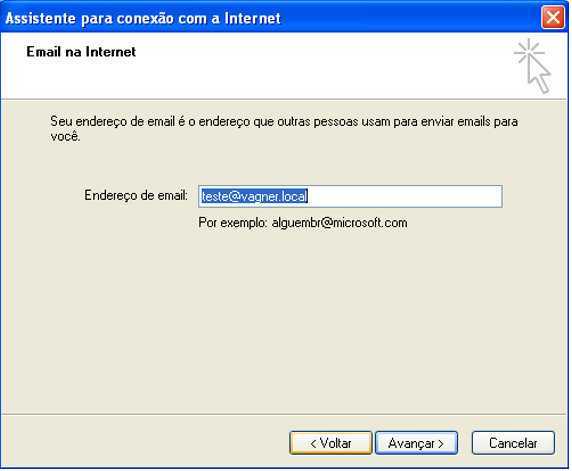 Assistente para conexão com a Internet
Email na Internet
Seu endereço de email é o endereço que outras pessoas usam para enviar emails para
você.
Endereço de email: teste@vagner.local
Por exemplo: alguembr@microsoft.com
< Voltar Avançar > Cancelar